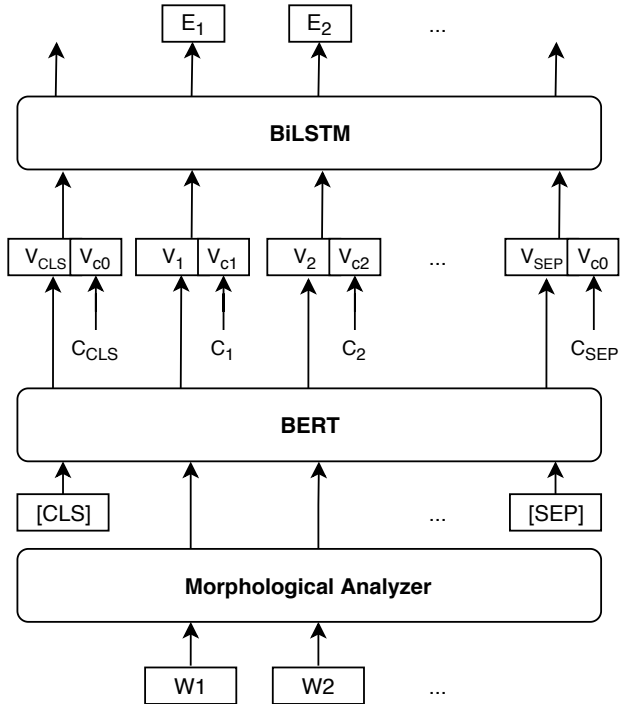 E1 E2 ...
BiLSTM
VCLS Vc0 V1 Vc1 V2 Vc2 ... VSEP Vc0
CCLS C1 C2 CSEP
BERT
[CLS] ... [SEP]
Morphological Analyzer
W1 W2 ...